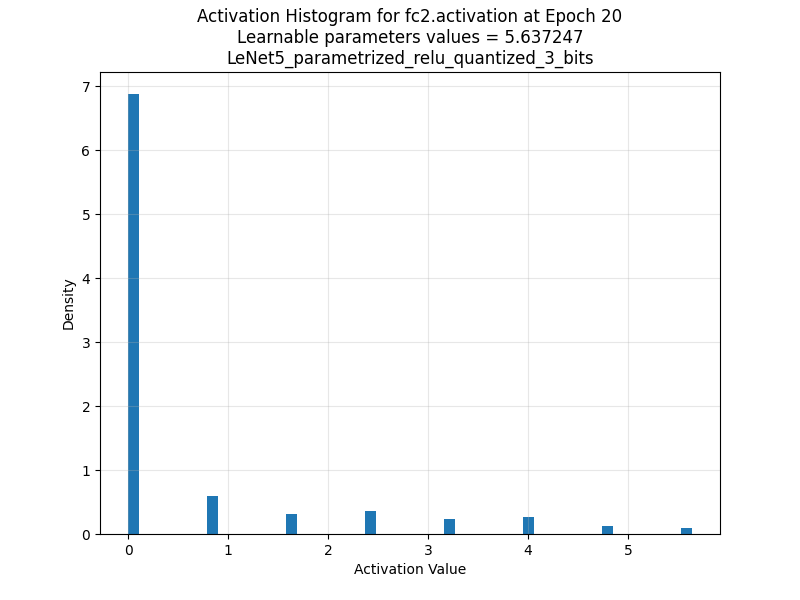 Activation Histogram for fc2.activation at Epoch 20
Learnable parameters values = 5.637247
LeNet5_parametrized_relu_quantized_3_bits
7
6
5
4
3
2
1
0
Density
0 1 2 3 4 5
Activation Value